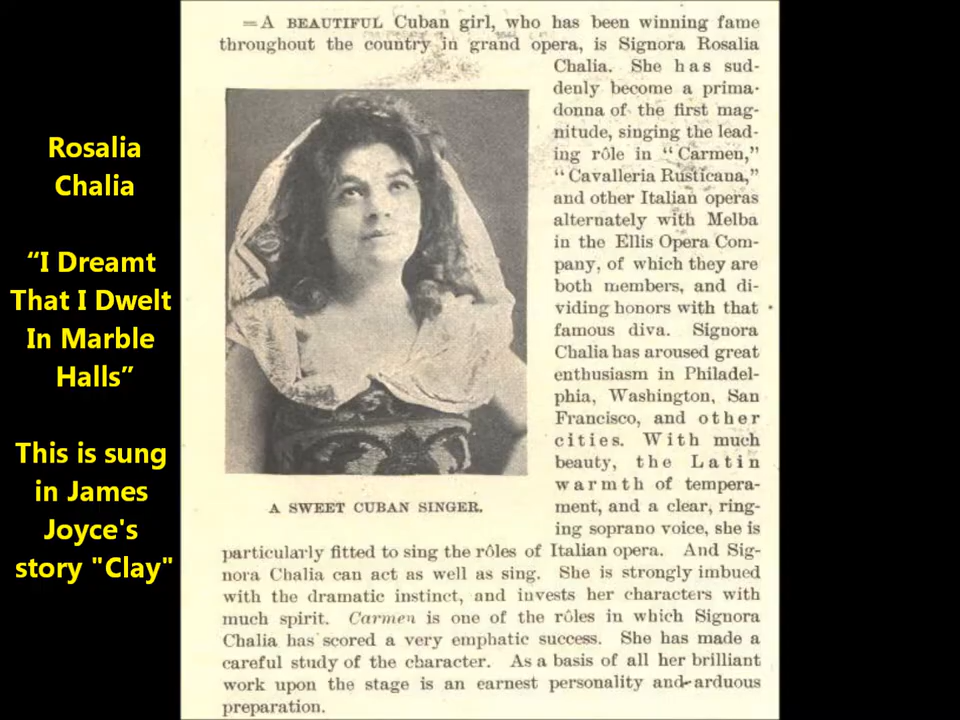 Rosalia
Chalia
“I Dreamt
That I Dwelt
In Marble
Halls”
This is sung
in James
Joyce's
story "Clay"
=A BEAUTIFUL Cuban girl, who has been winning fame
throughout the country in grand opera, is Signora Rosalia
Chalia. She has sud-
denly become a prima-
donna of the first mag-
nitude, singing the lead-
ing rôle in “Carmen,”
“Cavalleria Rusticana,”
and other Italian operas
alternately with Melba
in the Ellis Opera Com-
pany, of which they are
both members, and di-
viding honors with that
famous diva. Signora
Chalia has aroused great
enthusiasm in Philadel-
phia, Washington, San
Francisco, and other
cities. With much
beauty, the Latin
warmth of tempera-
ment, and a clear, ring-
ing soprano voice, she is
A SWEET CUBAN SINGER.
particularly fitted to sing the rôles of Italian opera. And Sig-
nora Chalia can act as well as sing. She is strongly imbued
with the dramatic instinct, and invests her characters with
much spirit. Carmen is one of the rôles in which Signora
Chalia has scored a very emphatic success. She has made a
careful study of the character. As a basis of all her brilliant
work upon the stage is an earnest personality and arduous
preparation.